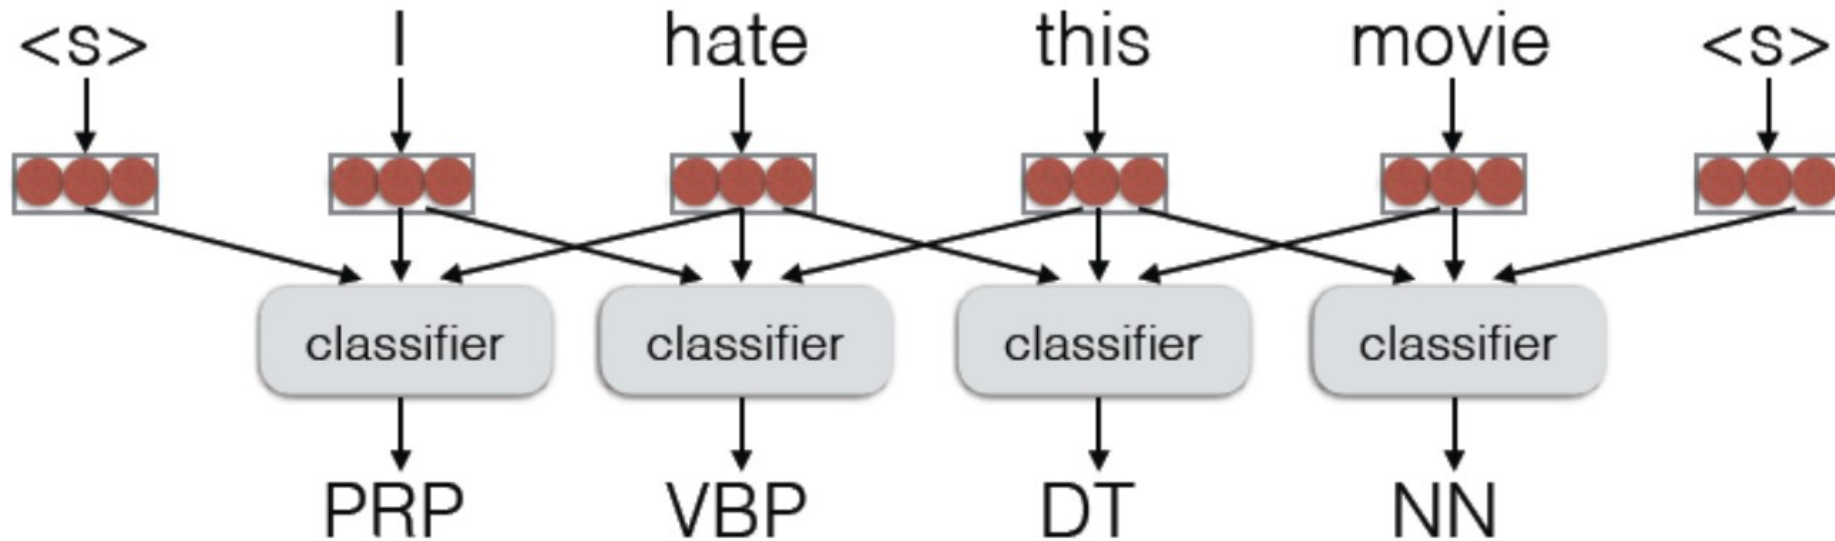 <s> I hate this movie <s>
classifier classifier classifier classifier
PRP VBP DT NN